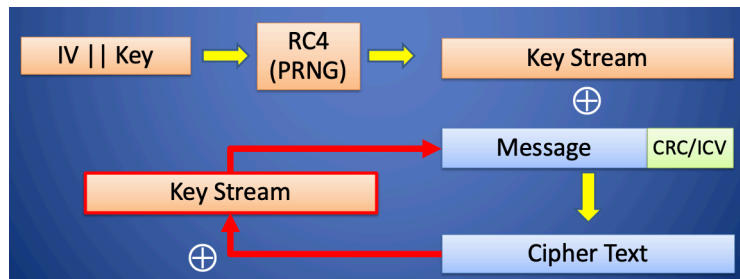 IV || Key
RC4
(PRNG)
Key Stream
⊕
Message
CRC/ICV
Key Stream
⊕
Cipher Text